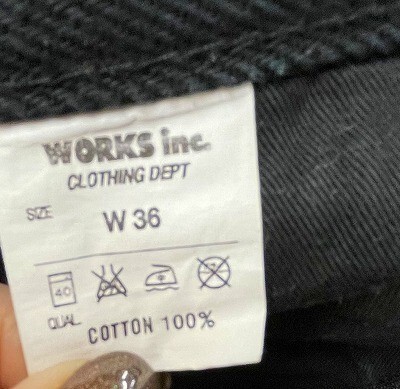 WORKS inc.
CLOTHING DEPT
SIZE W 36
40
QUAL COTTON 100%